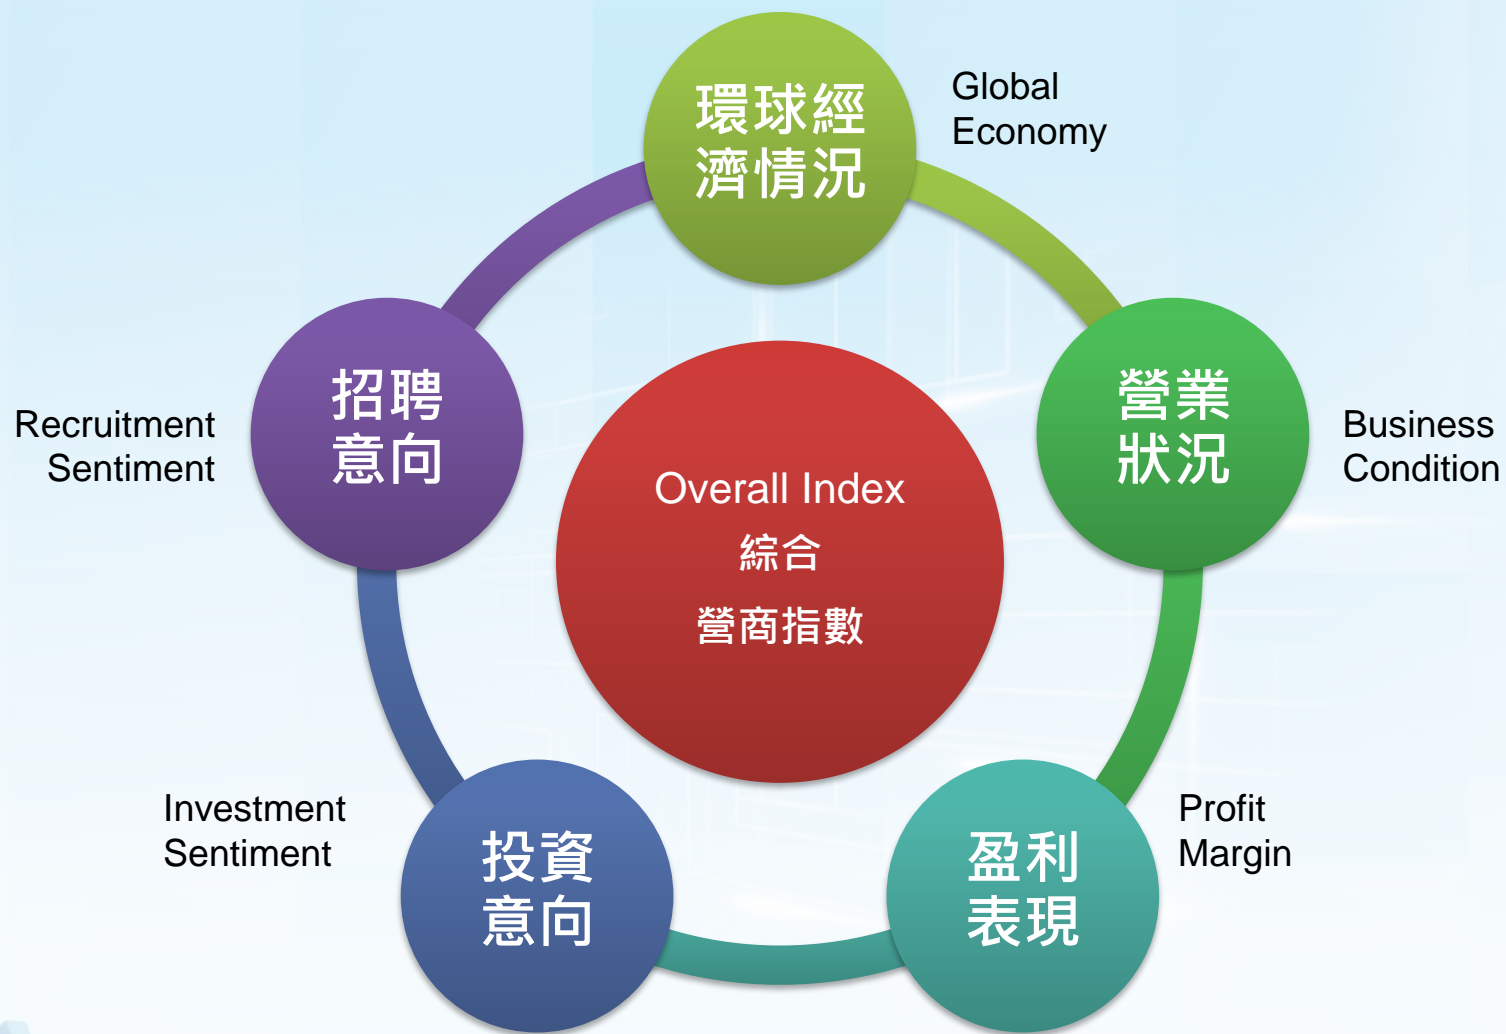 環球經
濟情況
Global
Economy
招聘
意向
Recruitment
Sentiment
營業
狀況
Business
Condition
Overall Index
綜合
營商指數
Investment
Sentiment
投資
意向
盈利
表現
Profit
Margin